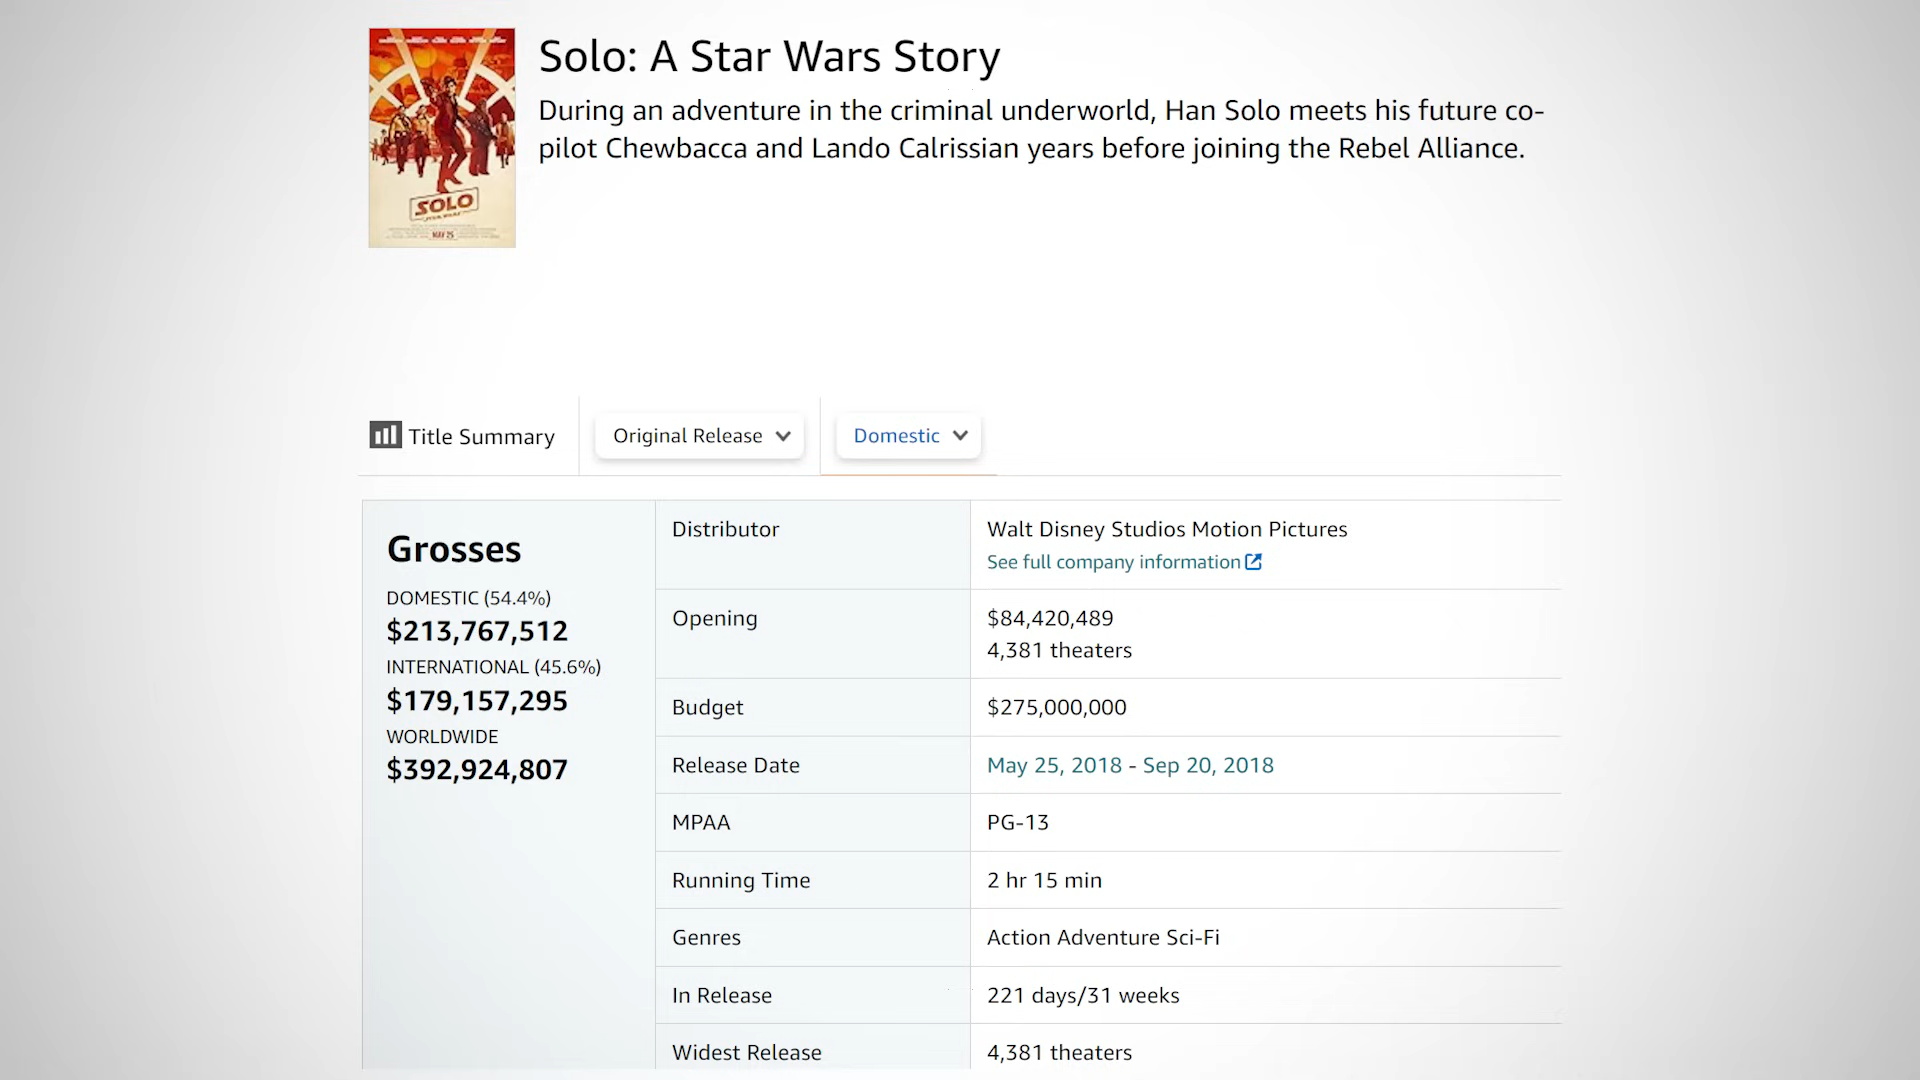 Solo: A Star Wars Story
During an adventure in the criminal underworld, Han Solo meets his future co-
pilot Chewbacca and Lando Calrissian years before joining the Rebel Alliance.
SOLO
MAY 25
Title Summary
Original Release
Domestic
Grosses
DOMESTIC (54.4%)
$213,767,512
INTERNATIONAL (45.6%)
$179,157,295
WORLDWIDE
$392,924,807
Distributor
Walt Disney Studios Motion Pictures
See full company information
Opening
$84,420,489
4,381 theaters
Budget
$275,000,000
Release Date
May 25, 2018 - Sep 20, 2018
MPAA
PG-13
Running Time
2 hr 15 min
Genres
Action Adventure Sci-Fi
In Release
221 days/31 weeks
Widest Release
4,381 theaters